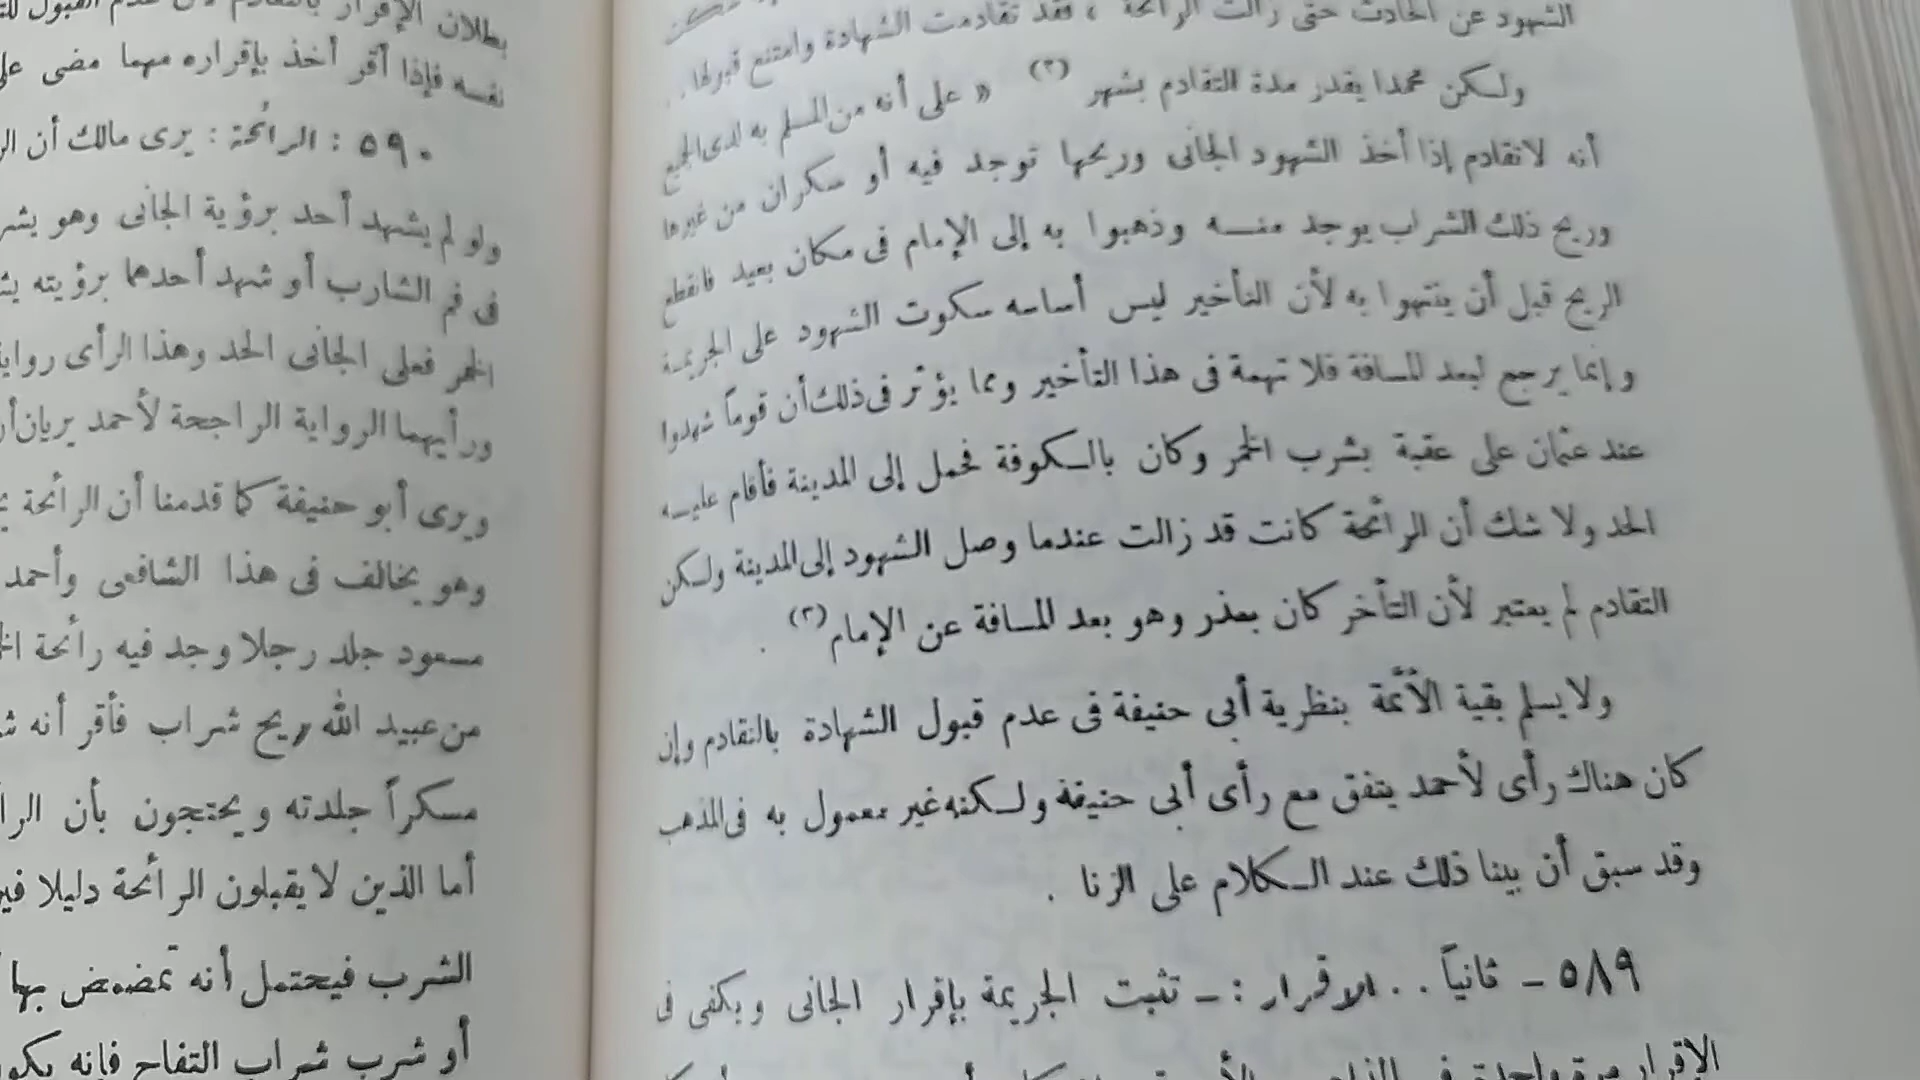 الشهود عن الحادث حتى زالت الرائحة ، فقد تقادمت الشهادة وامتنع قبولها . .
ولكن محمدا يقدر مدة التقادم بشهر (٢) « على أنه من المسلم به لدى الجميع
أنه لا تقادم إذا أخذ الشهود الجانى وريحها توجد فيه أو سكران من غيرها
وريح ذلك الشراب يوجد منه وذهبوا به إلى الإمام فى مكان بعيد فانقطع
الريح قبل أن ينتهوا به لأن التأخير ليس أساسه سكوت الشهود على الجريمة
وإنما يرجع لبعد المسافة فلا تهمة فى هذا التأخير ومما يؤثر فى ذلك أن قوماً شهدوا
عند عثمان على عقبة بشرب الخمر وكان بالكوفة فحمل إلى المدينة فأقام عليه
الحد ولا شك أن الرائحة كانت قد زالت عندما وصل الشهود إلى المدينة ولكن
التقادم لم يعتبر لأن التأخر كان بعذر وهو بعد المسافة عن الإمام (٣) .
ولا يسلم بقية الأئمة بنظرية أبى حنيفة فى عدم قبول الشهادة بالتقادم وإن
كان هناك رأى لأحمد يتفق مع رأى أبى حنيفة ولكنه غير معمول به فى المذهب
وقد سبق أن بينا ذلك عند الكلام على الزنا .
٥٨٩ - ثانياً . . الاقرار : - تثبت الجريمة بإقرار الجانى ويكفى فى
الإقرار مرة واحدة فى
بطلان الإقرار بالتقادم لأن عدم القبول
نفسه فإذا أقر أخذ بإقراره مهما مضى
٥٩٠ : الرائحة : يرى مالك أن
ولو لم يشهد أحد برؤية الجانى وهو
فى فم الشارب أو شهد أحدهما برؤيته
الخمر فعلى الجانى الحد وهذا الرأى
ورأيهما الرواية الراجحة لأحمد يريان
ويرى أبو حنيفة كما قدمنا أن الرائحة
وهو يخالف فى هذا الشافعى وأحمد
مسعود جلد رجلا وجد فيه رائحة
من عبيد الله ريح شراب فأقر أنه
مسكراً جلدته ويحتجون بأن
أما الذين لا يقبلون الرائحة دليلا
الشرب فيحتمل أنه تمضمض بها
أو شرب شراب التفاح فإنه